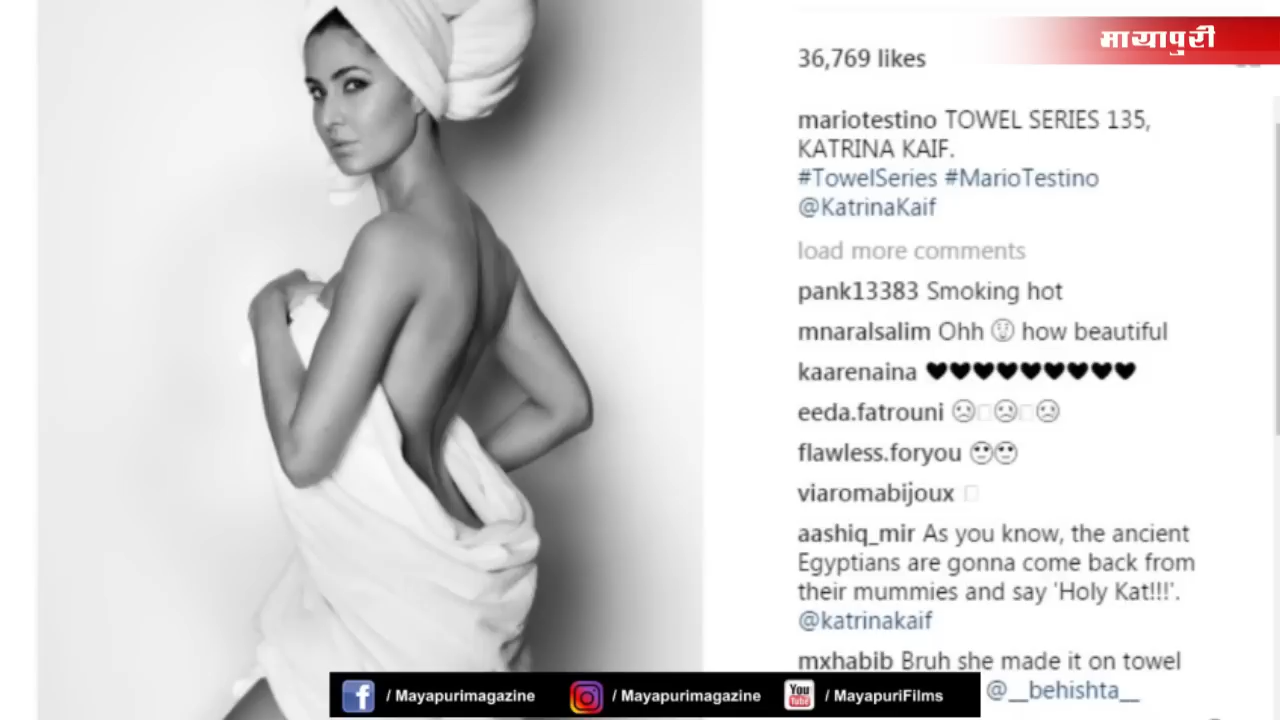 मायापुरी
36,769 likes
mariotestino TOWEL SERIES 135,
KATRINA KAIF.
#TowelSeries #MarioTestino
@KatrinaKaif
load more comments
pank13383 Smoking hot
mnaralsalim Ohh how beautiful
kaarenaina ♥♥♥♥♥♥♥♥♥
eeda.fatrouni
flawless.foryou
viaromabijoux
aashiq_mir As you know, the ancient
Egyptians are gonna come back from
their mummies and say 'Holy Kat!!!'.
@katrinakaif
mxhabib Bruh she made it on towel
@__behishta__
/ Mayapurimagazine / Mayapurimagazine You Tube / MayapuriFilms